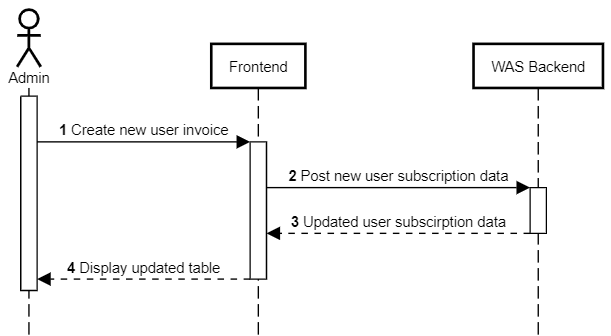 Admin
Frontend
WAS Backend
1 Create new user invoice
2 Post new user subscription data
3 Updated user subscirption data
4 Display updated table